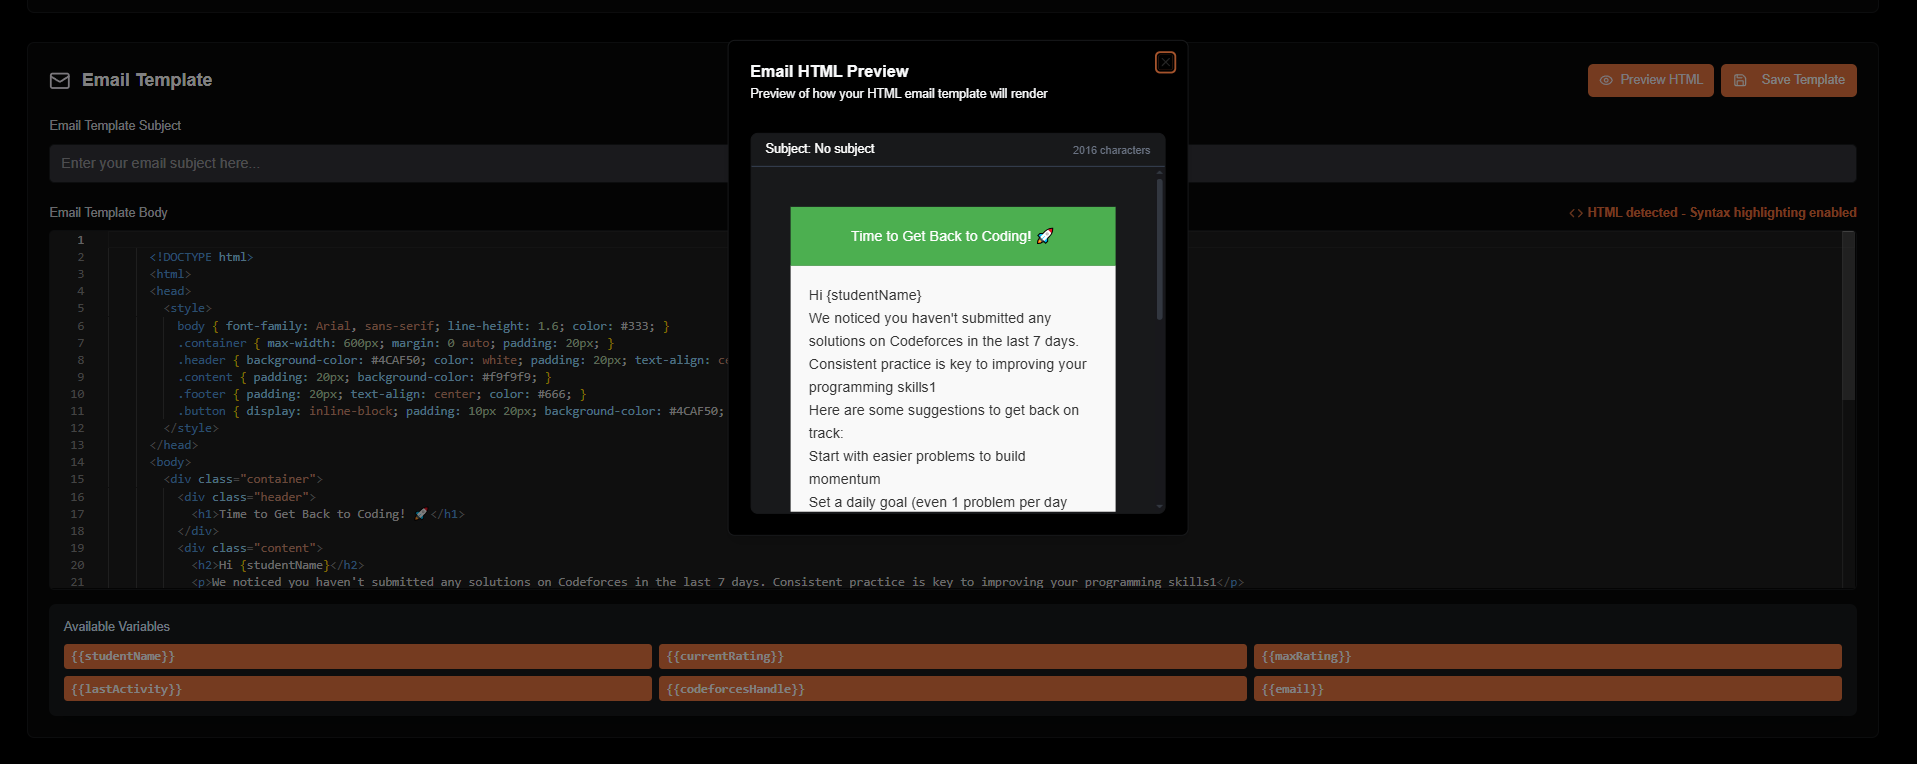 Email Template
Preview HTML
Save Template
Email Template Subject
Enter your email subject here...
Email Template Body
<> HTML detected - Syntax highlighting enabled
1
2 <!DOCTYPE html>
3 <html>
4 <head>
5 <style>
6 body { font-family: Arial, sans-serif; line-height: 1.6; color: #333; }
7 .container { max-width: 600px; margin: 0 auto; padding: 20px; }
8 .header { background-color: #4CAF50; color: white; padding: 20px; text-align: ce
9 .content { padding: 20px; background-color: #f9f9f9; }
10 .footer { padding: 20px; text-align: center; color: #666; }
11 .button { display: inline-block; padding: 10px 20px; background-color: #4CAF50;
12 </style>
13 </head>
14 <body>
15 <div class="container">
16 <div class="header">
17 <h1>Time to Get Back to Coding! 🚀</h1>
18 </div>
19 <div class="content">
20 <h2>Hi {studentName}</h2>
21 <p>We noticed you haven't submitted any solutions on Codeforces in the last 7 days. Consistent practice is key to improving your programming skills1</p>
Email HTML Preview
Preview of how your HTML email template will render
Subject: No subject
2016 characters
Time to Get Back to Coding! 🚀
Hi {studentName}
We noticed you haven't submitted any
solutions on Codeforces in the last 7 days.
Consistent practice is key to improving your
programming skills1
Here are some suggestions to get back on
track:
Start with easier problems to build
momentum
Set a daily goal (even 1 problem per day
Available Variables
{{studentName}}
{{currentRating}}
{{maxRating}}
{{lastActivity}}
{{codeforcesHandle}}
{{email}}